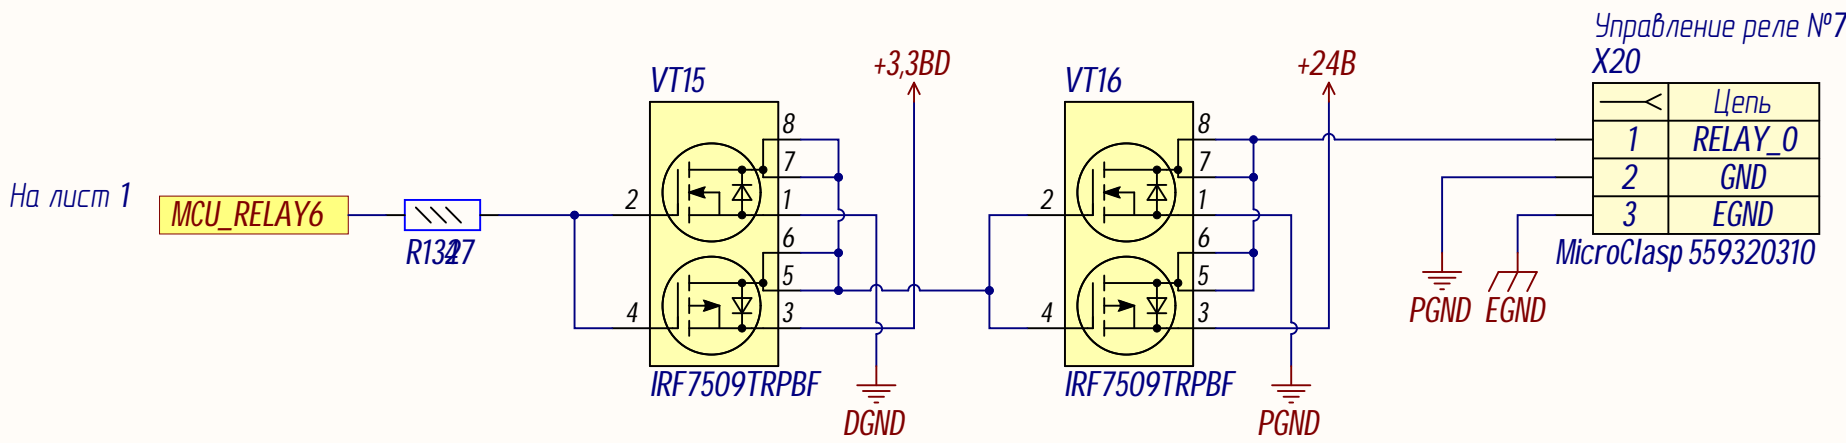 Управление реле №7
X20
Цепь
1 RELAY_0
2 GND
3 EGND
MicroClasp 559320310
PGND EGND
На лист 1
MCU_RELAY6
VT15
+3,3BD
2
4
8
7
1
6
5
3
IRF7509TRPBF
DGND
VT16
+24В
2
4
8
7
1
6
5
3
IRF7509TRPBF
PGND